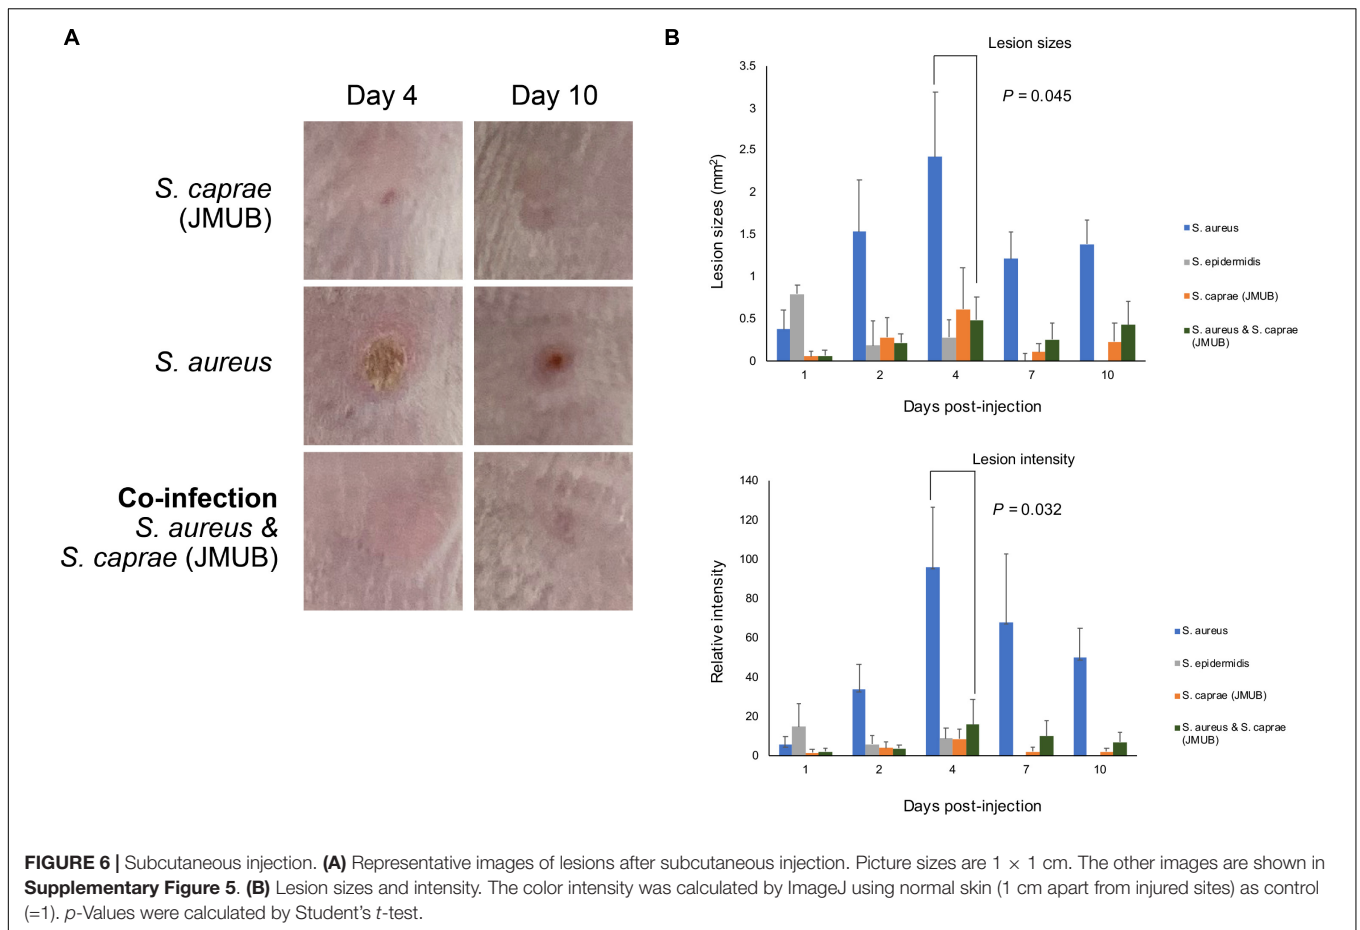 A
Day 4
Day 10
S. caprae
(JMUB)
S. aureus
Co-infection
S. aureus &
S. caprae (JMUB)
B
Lesion sizes
P = 0.045
3.5
3
2.5
2
1.5
1
0.5
0
Lesion sizes (mm²)
1
2
4
7
10
Days post-injection
S. aureus
S. epidermidis
S. caprae (JMUB)
S. aureus & S. caprae
(JMUB)
Lesion intensity
P = 0.032
140
120
100
80
60
40
20
0
Relative intensity
1
2
4
7
10
Days post-injection
S. aureus
S. epidermidis
S. caprae (JMUB)
S. aureus & S. caprae
(JMUB)
FIGURE 6 | Subcutaneous injection. (A) Representative images of lesions after subcutaneous injection. Picture sizes are 1 × 1 cm. The other images are shown in
Supplementary Figure 5. (B) Lesion sizes and intensity. The color intensity was calculated by ImageJ using normal skin (1 cm apart from injured sites) as control
(=1). p-Values were calculated by Student's t-test.